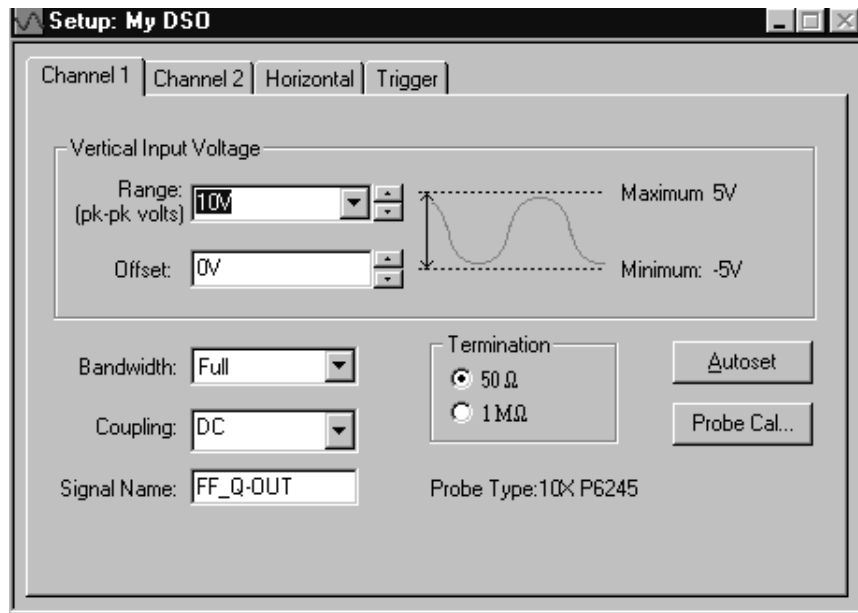 Setup: My DSO
Channel 1 Channel 2 Horizontal Trigger
Vertical Input Voltage
Range:
(pk-pk volts)
10V
Maximum 5V
Offset: 0V
Minimum: -5V
Bandwidth: Full
Termination
50 Ω
1 MΩ
Autoset
Coupling: DC
Probe Cal...
Signal Name: FF_Q-OUT
Probe Type:10X P6245